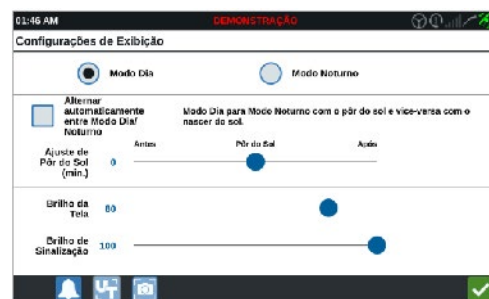 01:46 AM DEMONSTRAÇÃO
Configurações de Exibição
Modo Dia Modo Noturno
Alternar
automaticamente
entre Modo Dia/
Noturno
Modo Dia para Modo Noturno com o pôr do sol e vice-versa com o
nascer do sol.
Antes Pôr do Sol Após
Ajuste de
Pôr do Sol
(min.)
0
Brilho da
Tela
80
Brilho de
Sinalização
100
UT